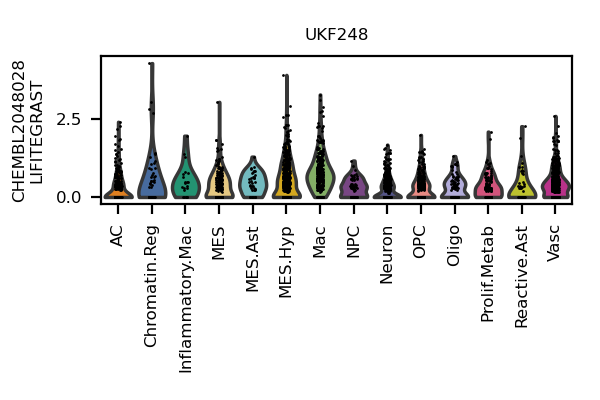 UKF248
CHEMBL2048028
LIFITEGRAST
2.5
0.0
AC
Chromatin.Reg
Inflammatory.Mac
MES
MES.Ast
MES.Hyp
Mac
NPC
Neuron
OPC
Oligo
Prolif.Metab
Reactive.Ast
Vasc